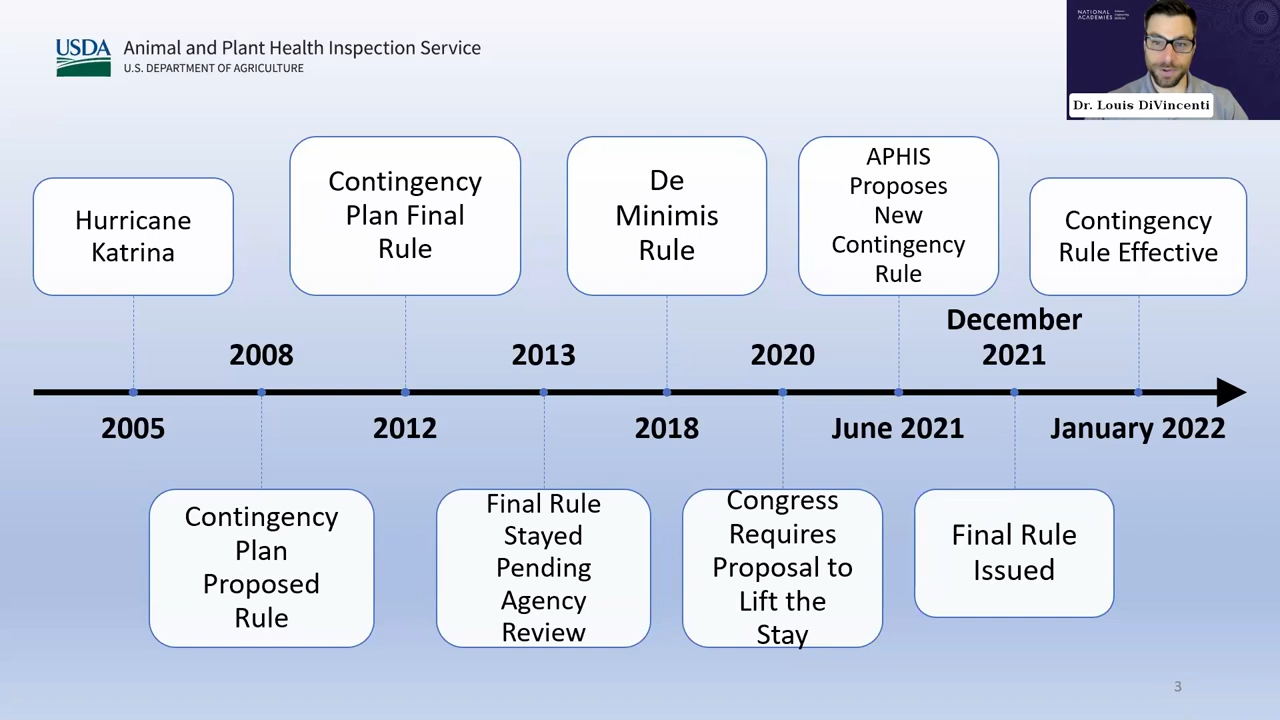 USDA
Animal and Plant Health Inspection Service
U.S. DEPARTMENT OF AGRICULTURE
NATIONAL
ACADEMIES
Dr. Louis DiVincenti
Hurricane
Katrina
Contingency
Plan Final
Rule
De
Minimis
Rule
APHIS
Proposes
New
Contingency
Rule
Contingency
Rule Effective
2008
2013
2020
December
2021
2005
2012
2018
June 2021
January 2022
Contingency
Plan
Proposed
Rule
Final Rule
Stayed
Pending
Agency
Review
Congress
Requires
Proposal to
Lift the
Stay
Final Rule
Issued
3